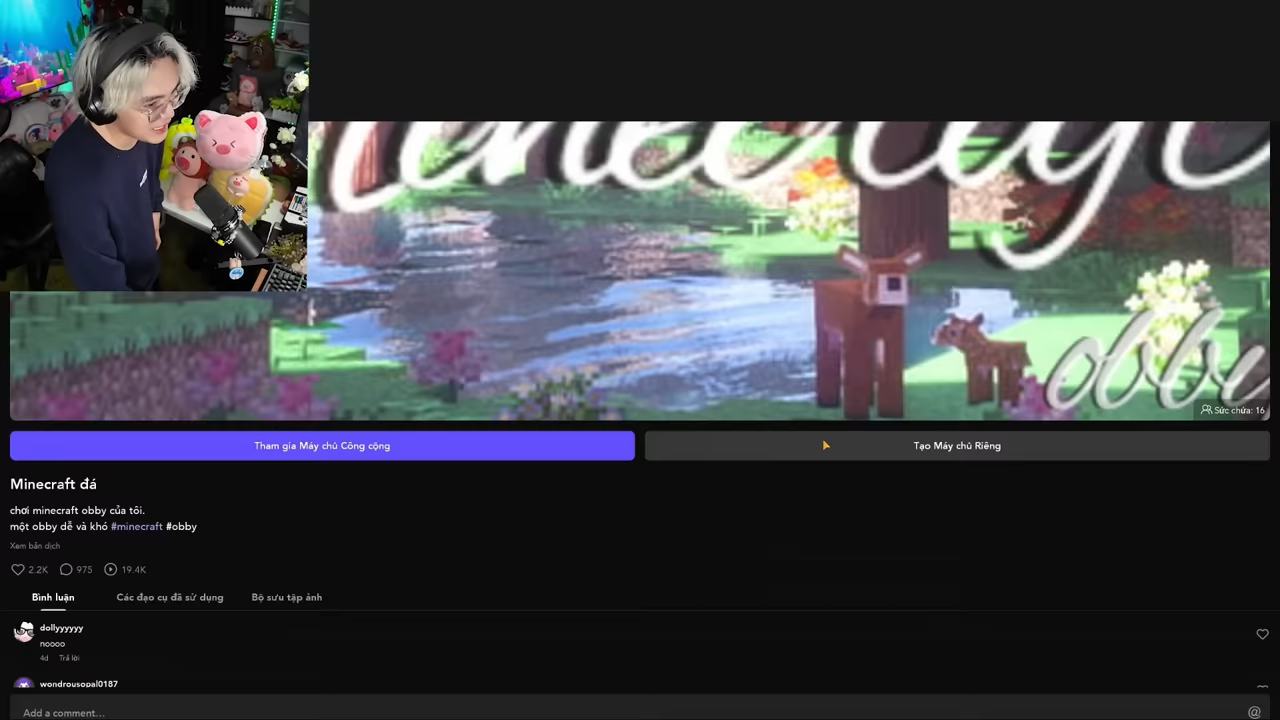 Minecraft
obby
Sức chứa: 16
Tham gia Máy chủ Công cộng
Tạo Máy chủ Riêng
Minecraft đá
chơi minecraft obby của tôi.
một obby dễ và khó #minecraft #obby
Xem bản dịch
2.2K 975 19.4K
Bình luận Các đạo cụ đã sử dụng Bộ sưu tập ảnh
dollyyyyyy
noooo
4d Trả lời
wondrousopal0187
Add a comment... @